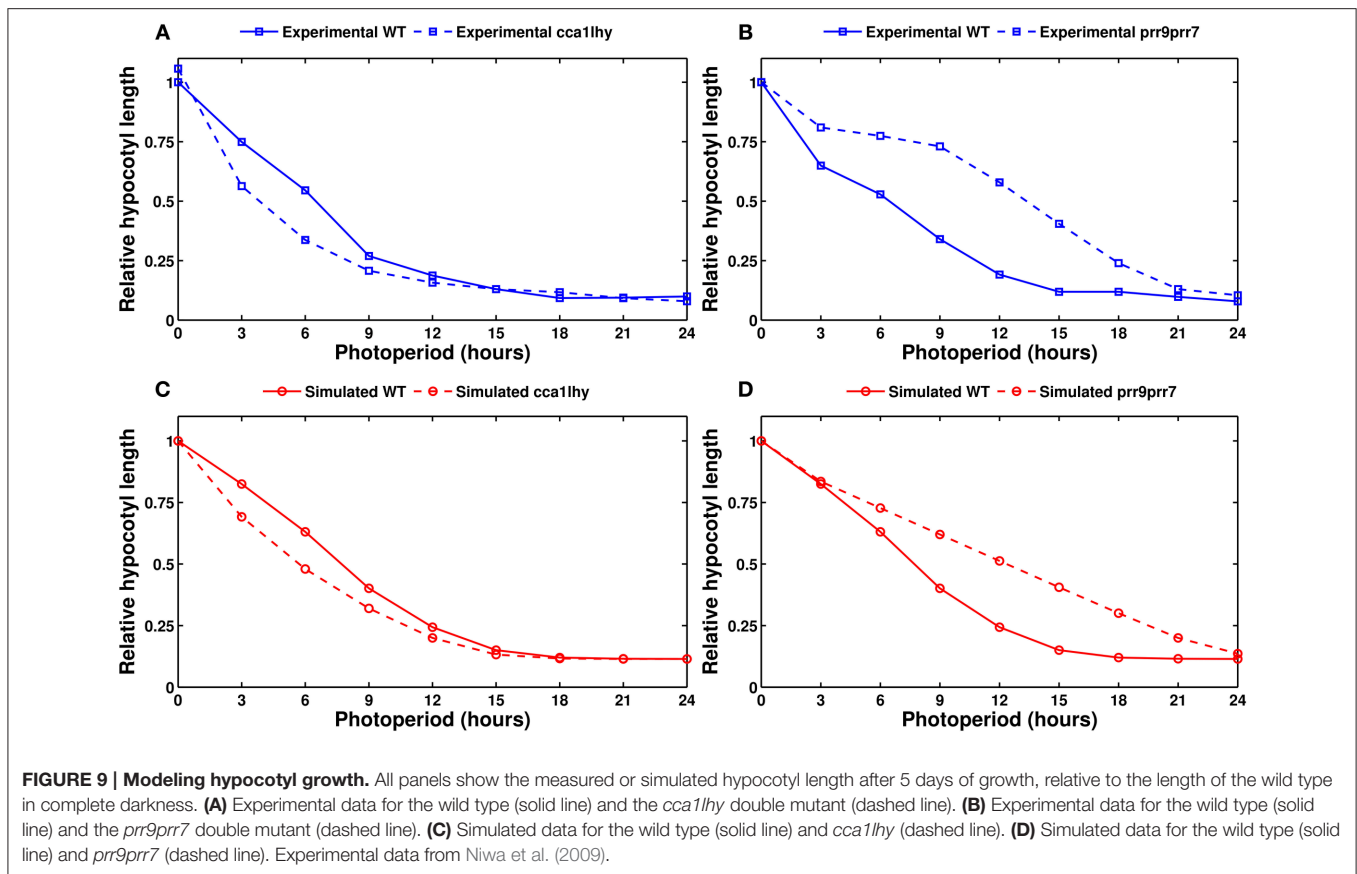 A
Experimental WT
Experimental cca1lhy
Relative hypocotyl length
1
0.75
0.5
0.25
0
0 3 6 9 12 15 18 21 24
Photoperiod (hours)
B
Experimental WT
Experimental prr9prr7
Relative hypocotyl length
1
0.75
0.5
0.25
0
0 3 6 9 12 15 18 21 24
Photoperiod (hours)
C
Simulated WT
Simulated cca1lhy
Relative hypocotyl length
1
0.75
0.5
0.25
0
0 3 6 9 12 15 18 21 24
Photoperiod (hours)
D
Simulated WT
Simulated prr9prr7
Relative hypocotyl length
1
0.75
0.5
0.25
0
0 3 6 9 12 15 18 21 24
Photoperiod (hours)
FIGURE 9 | Modeling hypocotyl growth. All panels show the measured or simulated hypocotyl length after 5 days of growth, relative to the length of the wild type
in complete darkness. (A) Experimental data for the wild type (solid line) and the cca1lhy double mutant (dashed line). (B) Experimental data for the wild type (solid
line) and the prr9prr7 double mutant (dashed line). (C) Simulated data for the wild type (solid line) and cca1lhy (dashed line). (D) Simulated data for the wild type (solid
line) and prr9prr7 (dashed line). Experimental data from Niwa et al. (2009).